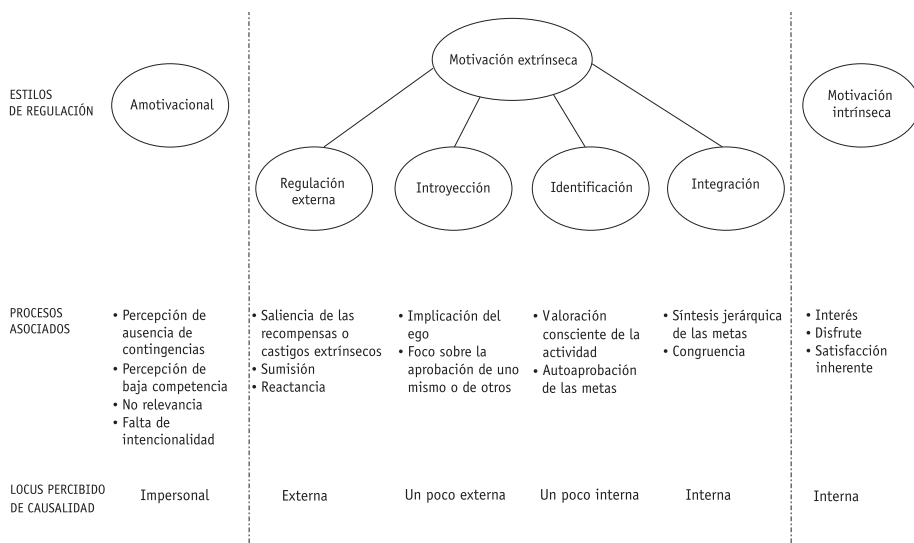 Motivación extrínseca
ESTILOS
DE REGULACIÓN
Amotivacional
Motivación
intrínseca
Regulación
externa
Introyección
Identificación
Integración
PROCESOS
ASOCIADOS
• Percepción de
ausencia de
contingencias
• Percepción de
baja competencia
• No relevancia
• Falta de
intencionalidad
• Saliencia de las
recompensas o
castigos extrínsecos
• Sumisión
• Reactancia
• Implicación del
ego
• Foco sobre la
aprobación de uno
mismo o de otros
• Valoración
consciente de la
actividad
• Autoaprobación
de las metas
• Síntesis jerárquica
de las metas
• Congruencia
• Interés
• Disfrute
• Satisfacción
inherente
LOCUS PERCIBIDO
DE CAUSALIDAD
Impersonal
Externa
Un poco externa
Un poco interna
Interna
Interna